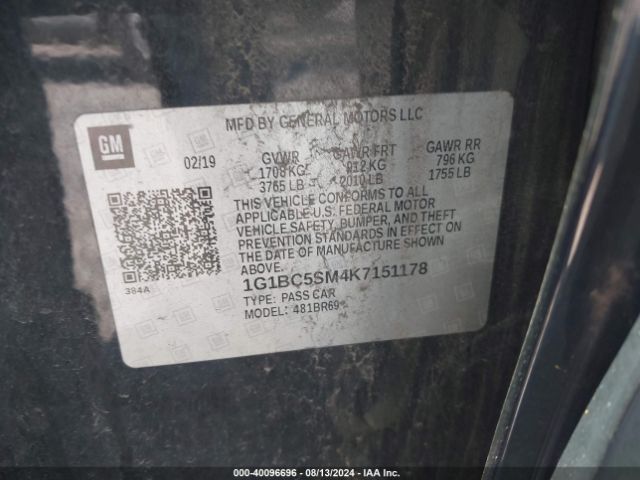 MFD BY GENERAL MOTORS LLC
GM
02/19 GVWR GAWR FRT GAWR RR
1708 KG 912 KG 796 KG
3765 LB 2010 LB 1755 LB
THIS VEHICLE CONFORMS TO ALL
APPLICABLE U.S. FEDERAL MOTOR
VEHICLE SAFETY, BUMPER, AND THEFT
PREVENTION STANDARDS IN EFFECT ON
THE DATE OF MANUFACTURE SHOWN
ABOVE.
384A
1G1BC5SM4K7151178
TYPE: PASS CAR
MODEL: 481BR69
000-40096696 - 08/13/2024 - IAA Inc.